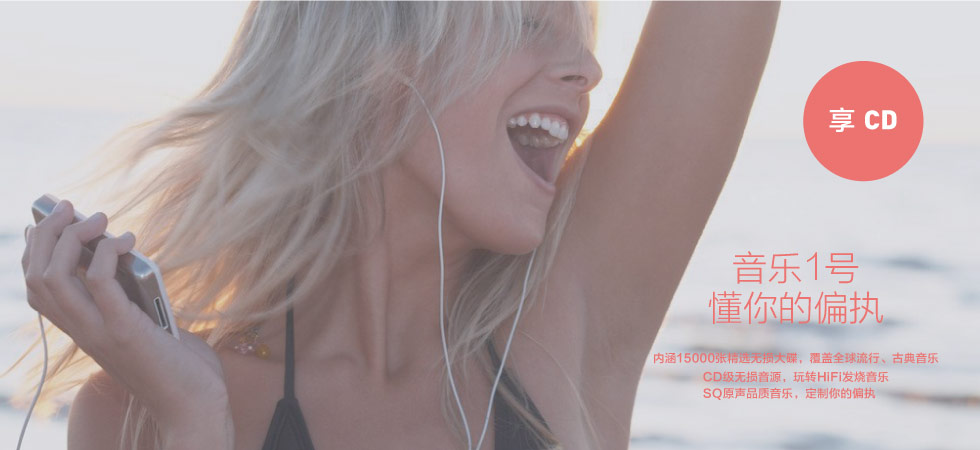 享 CD
音乐1号
懂你的偏执
内涵15000张精选无损大碟，覆盖全球流行、古典音乐
CD级无损音源，玩转HiFi发烧音乐
SQ原声品质音乐，定制你的偏执